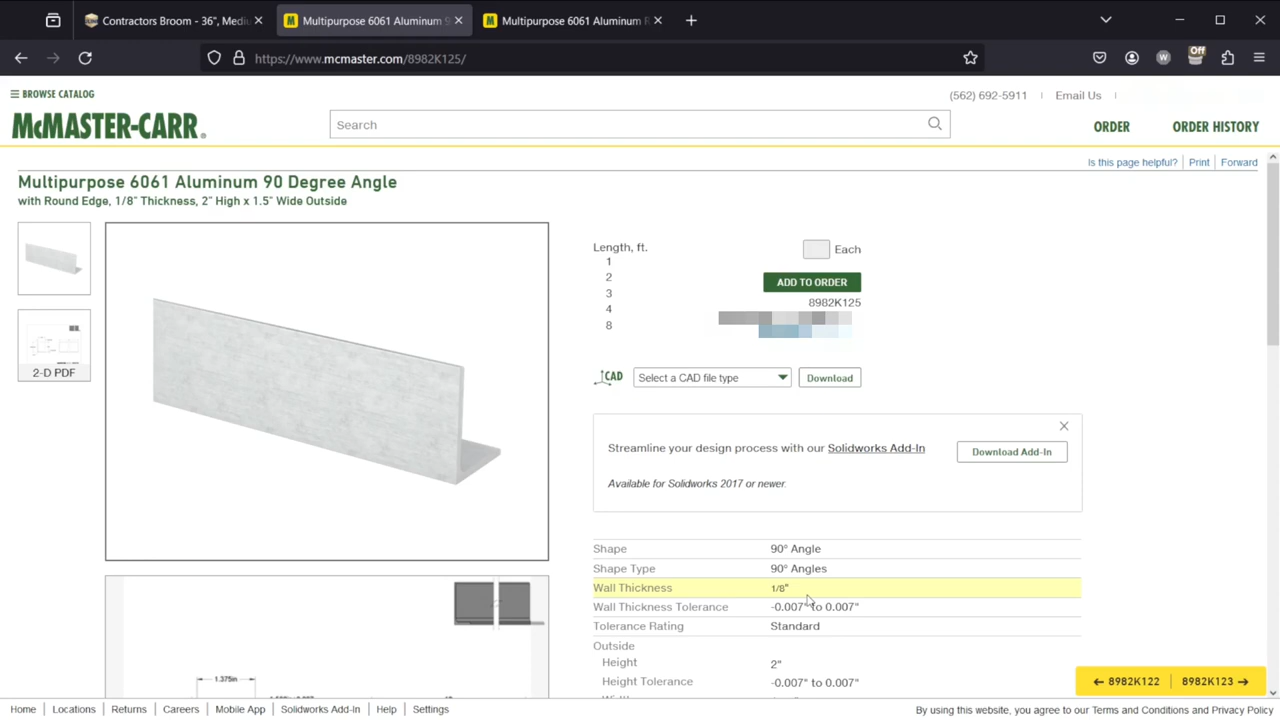 Contractors Broom - 36", Mediu
Multipurpose 6061 Aluminum 9
Multipurpose 6061 Aluminum R
https://www.mcmaster.com/8982K125/
W
Off
BROWSE CATALOG
(562) 692-5911
Email Us
McMASTER-CARR
Search
ORDER
ORDER HISTORY
Is this page helpful?
Print
Forward
Multipurpose 6061 Aluminum 90 Degree Angle
with Round Edge, 1/8" Thickness, 2" High x 1.5" Wide Outside
2-D PDF
Length, ft.
1
2
3
4
8
Each
ADD TO ORDER
8982K125
CAD
Select a CAD file type
Download
Streamline your design process with our Solidworks Add-In
Available for Solidworks 2017 or newer.
Download Add-In
Shape 90° Angle
Shape Type 90° Angles
Wall Thickness 1/8"
Wall Thickness Tolerance -0.007" to 0.007"
Tolerance Rating Standard
Outside
Height 2"
Height Tolerance -0.007" to 0.007"
1.375in
8982K122
8982K123
Home
Locations
Returns
Careers
Mobile App
Solidworks Add-In
Help
Settings
By using this website, you agree to our Terms and Conditions and Privacy Policy